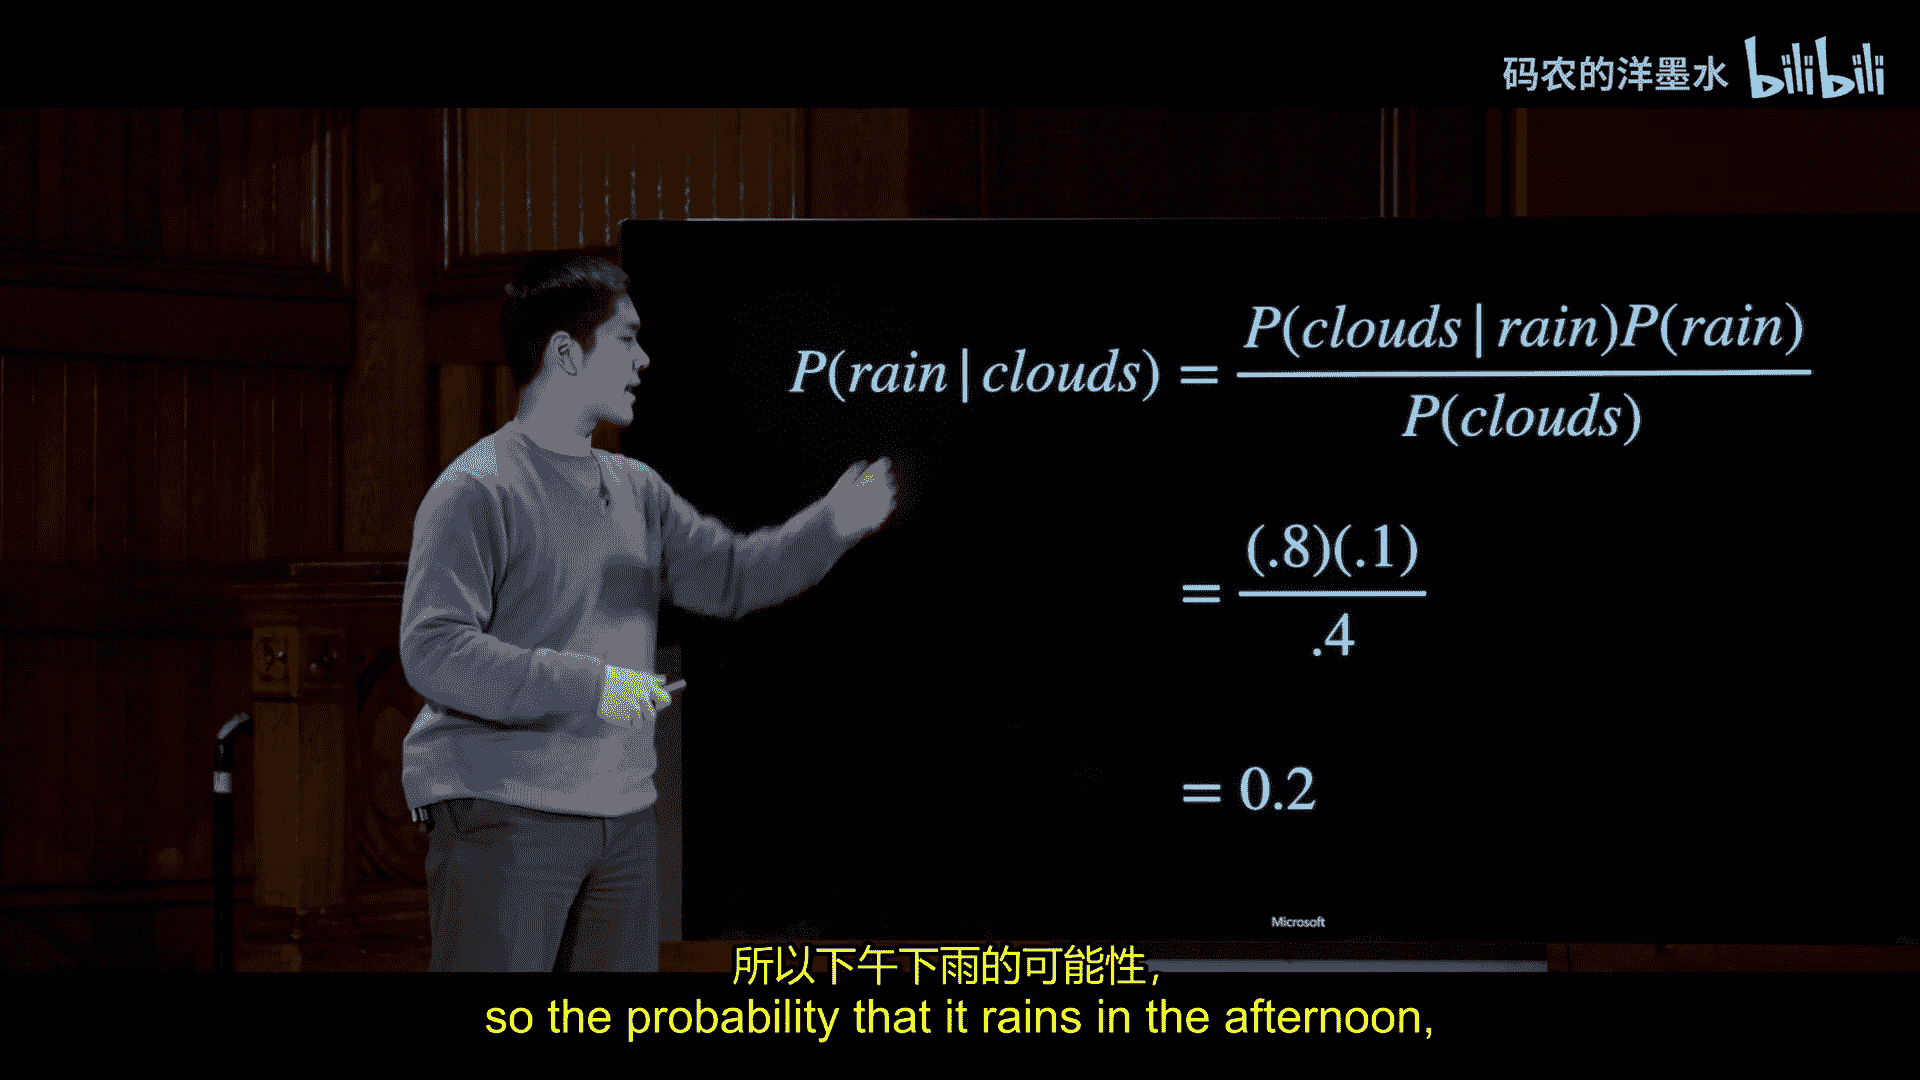 码农的洋墨水 bilibili
P(rain | clouds) = P(clouds | rain)P(rain) / P(clouds)
= (.8)(.1) / .4
= 0.2
Microsoft
所以下午下雨的可能性，
so the probability that it rains in the afternoon,